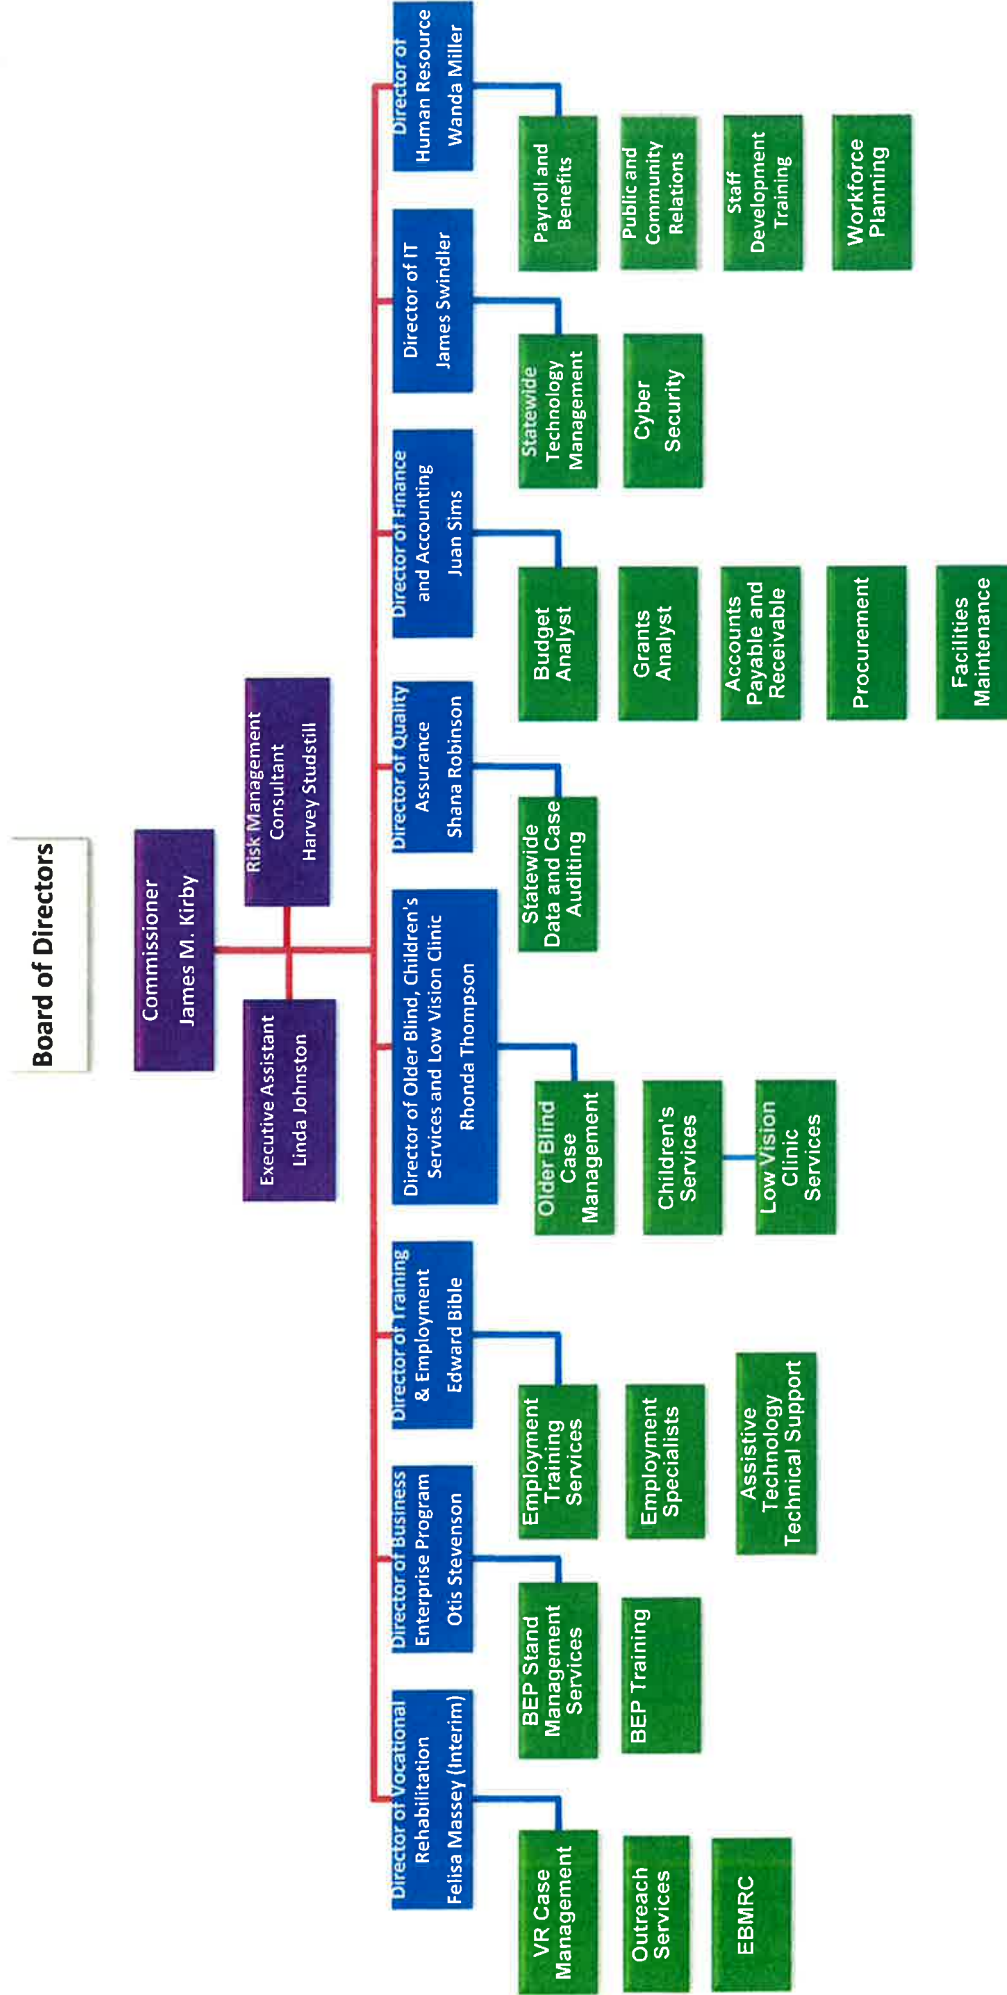 Board of Directors
Commissioner
James M. Kirby
Executive Assistant
Linda Johnston
Risk Management
Consultant
Harvey Studstill
Director of Vocational
Rehabilitation
Felisa Massey (Interim)
VR Case
Management
Outreach
Services
EBMRC
Director of Business
Enterprise Program
Otis Stevenson
BEP Stand
Management
Services
BEP Training
Director of Training
& Employment
Edward Bible
Employment
Training
Services
Employment
Specialists
Assistive
Technology
Technical Support
Director of Older Blind, Children's
Services and Low Vision Clinic
Rhonda Thompson
Older Blind
Case
Management
Children's
Services
Low Vision
Clinic
Services
Director of Quality
Assurance
Shana Robinson
Statewide
Data and Case
Auditing
Director of Finance
and Accounting
Juan Sims
Budget
Analyst
Grants
Analyst
Accounts
Payable and
Receivable
Procurement
Facilities
Maintenance
Director of IT
James Swindler
Statewide
Technology
Management
Cyber
Security
Director of
Human Resource
Wanda Miller
Payroll and
Benefits
Public and
Community
Relations
Staff
Development
Training
Workforce
Planning